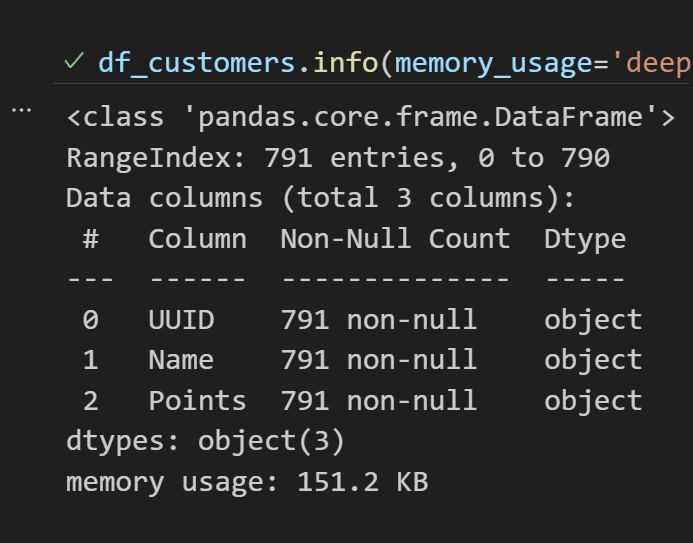 df_customers.info(memory_usage='deep
<class 'pandas.core.frame.DataFrame'>
RangeIndex: 791 entries, 0 to 790
Data columns (total 3 columns):
 #   Column  Non-Null Count  Dtype
---  ------  --------------  -----
 0   UUID    791 non-null    object
 1   Name    791 non-null    object
 2   Points  791 non-null    object
dtypes: object(3)
memory usage: 151.2 KB